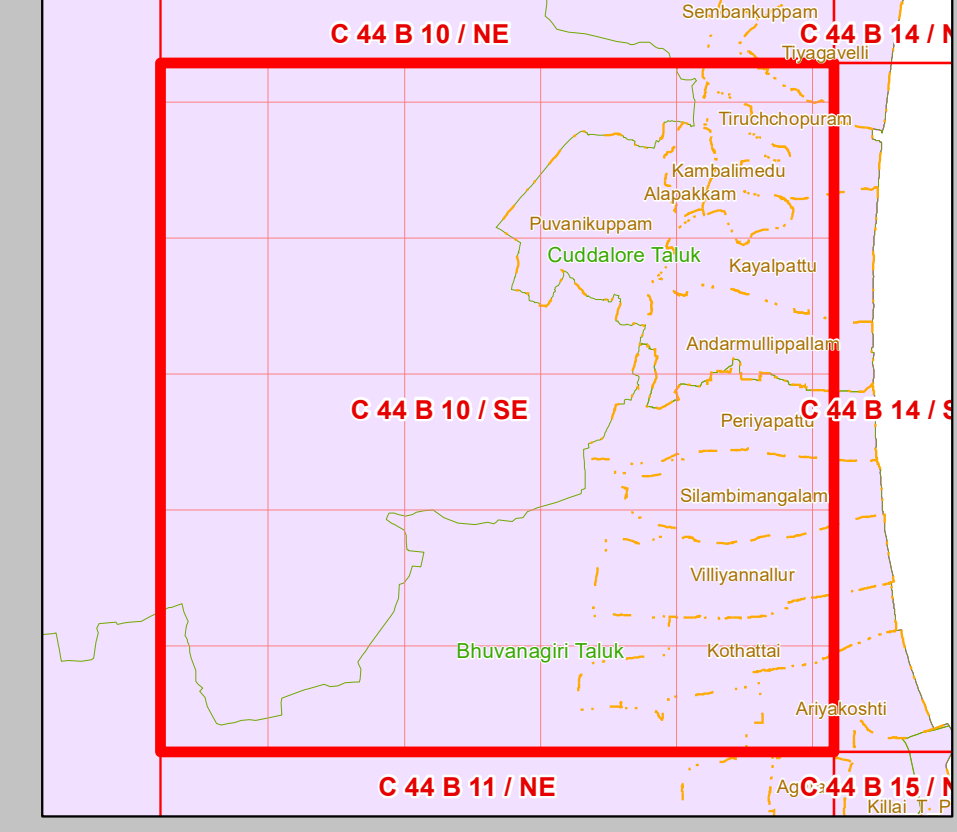 Sembankuppam
C 44 B 10 / NE
C 44 B 14 /
Tiyagavelli
Tiruchchopuram
Kambalimedu
Alapakkam
Puvanikuppam
Cuddalore Taluk
Kayalpattu
Andarmullippallam
C 44 B 10 / SE
C 44 B 14 /
Periyapattu
Silambimangalam
Villiyannallur
Bhuvanagiri Taluk
Kothattai
Ariyakoshti
C 44 B 11 / NE
C 44 B 15 /
Killai T. P